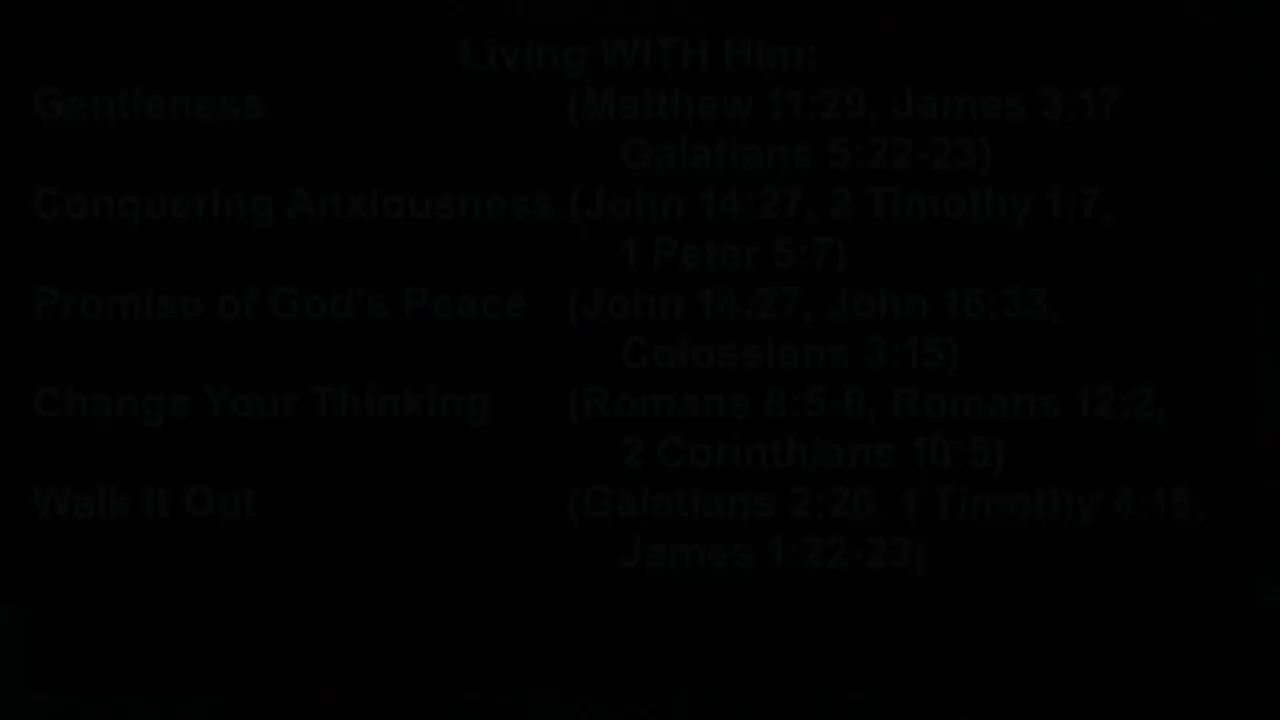 Living WITH Him:
Gentleness (Matthew 11:29, James 3:17
Galatians 5:22-23)
Conquering Anxiousness (John 14:27, 2 Timothy 1:7,
1 Peter 5:7)
Promise of God's Peace (John 14:27, John 16:33,
Colossians 3:15)
Change Your Thinking (Romans 8:5-6, Romans 12:2,
2 Corinthians 10:5)
Walk It Out (Galatians 2:20, 1 Timothy 4:15,
James 1:22-23)